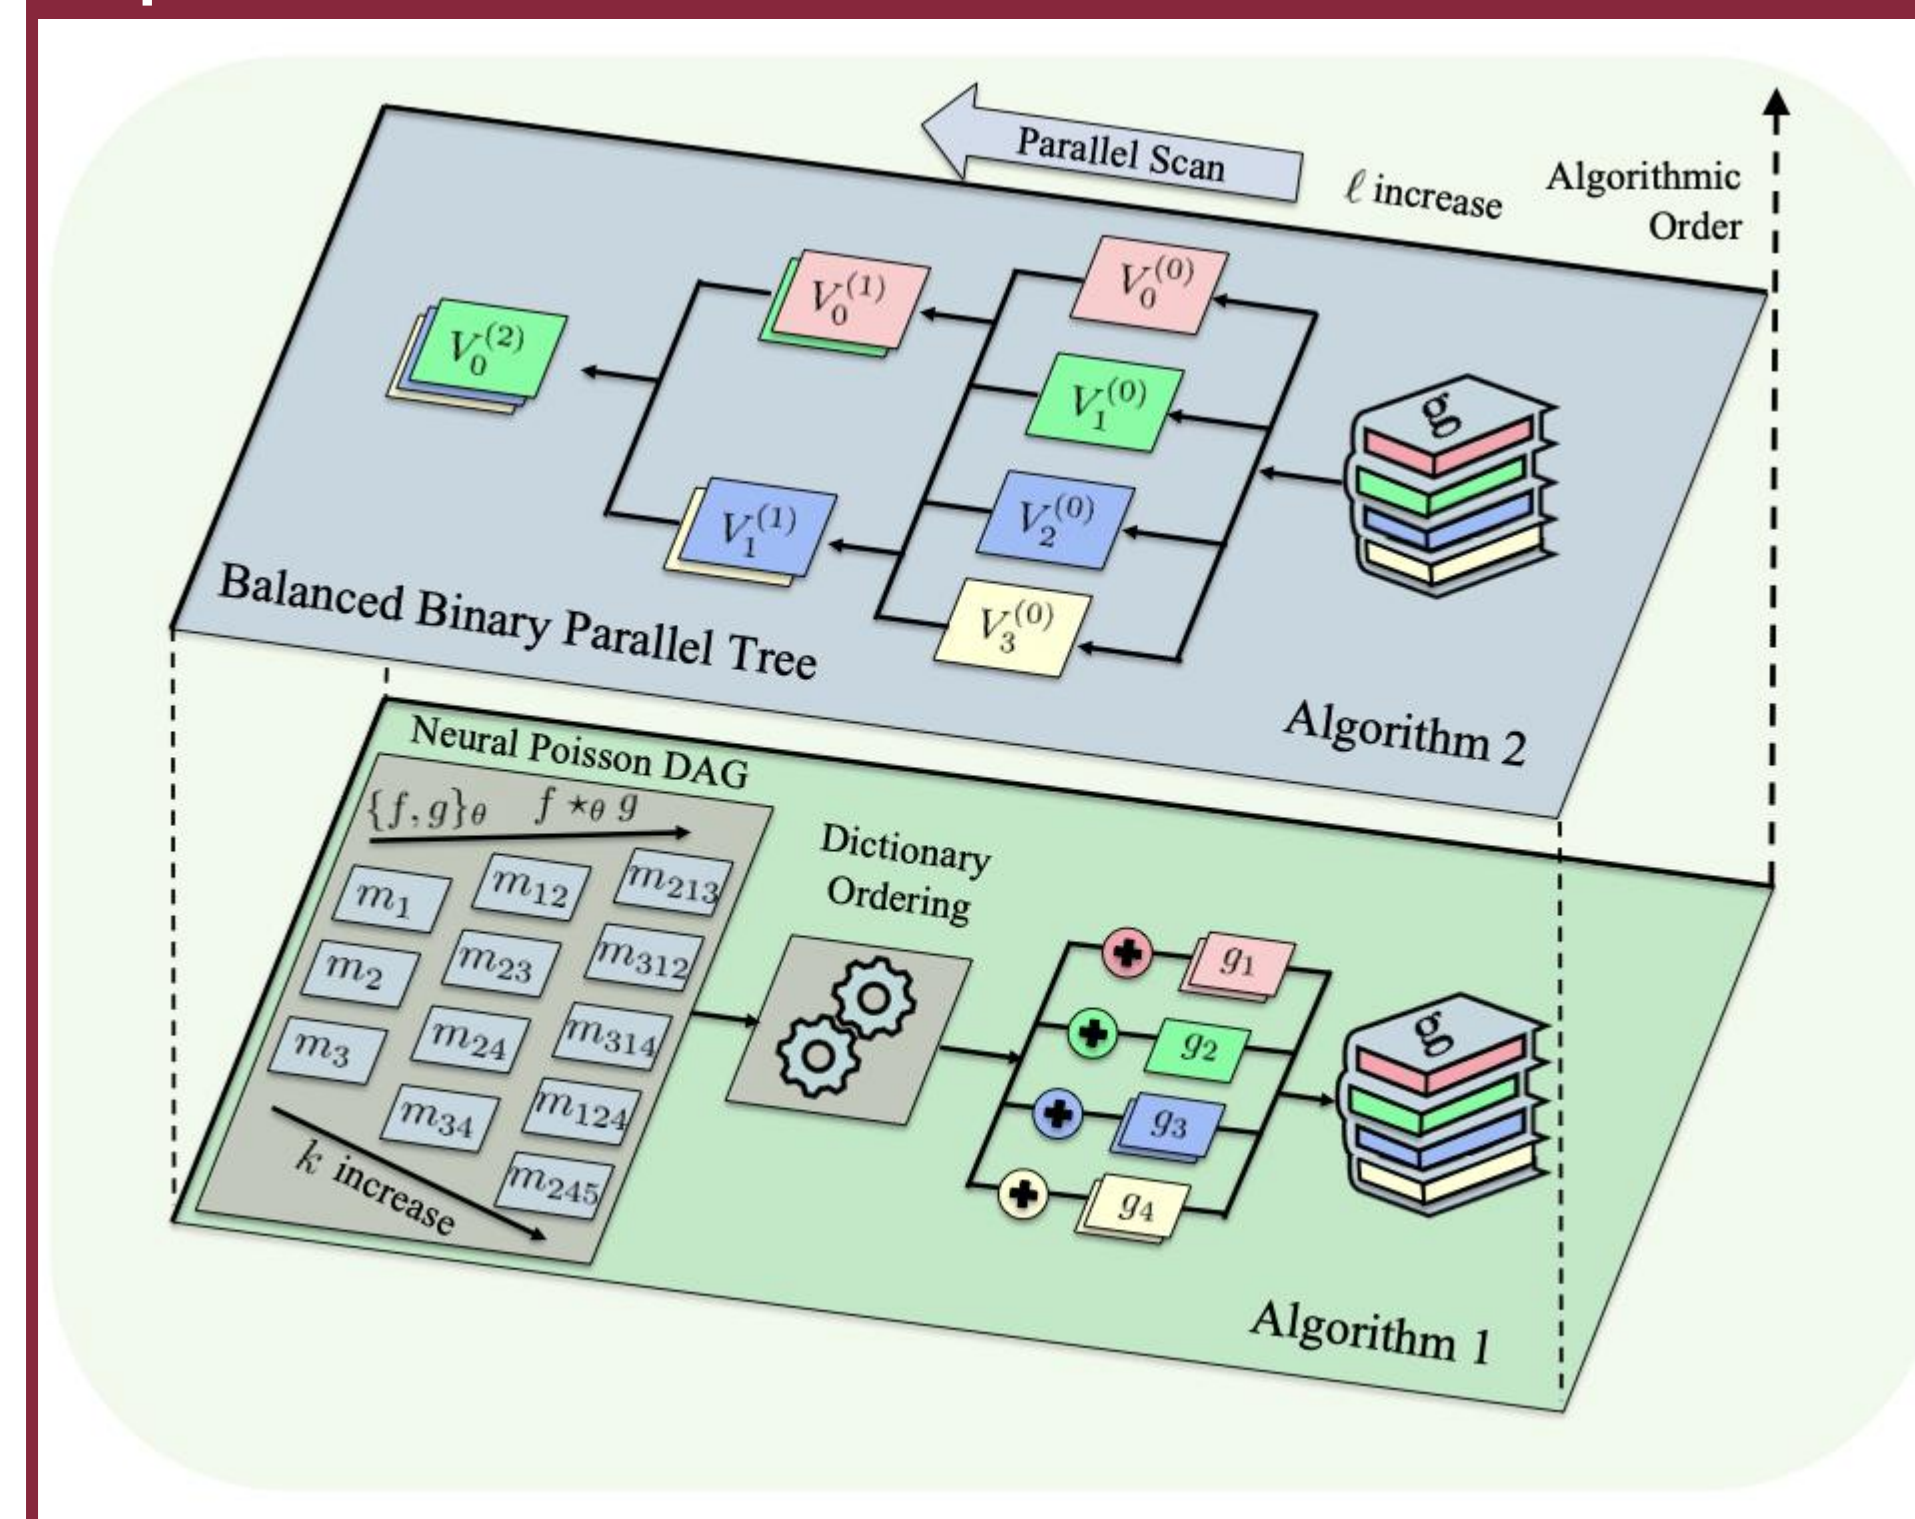 Parallel Scan
ℓ increase
Algorithmic
Order
V_0^{(2)}
V_0^{(1)}
V_1^{(1)}
V_0^{(0)}
V_1^{(0)}
V_2^{(0)}
V_3^{(0)}
g
Balanced Binary Parallel Tree
Algorithm 2
Neural Poisson DAG
{f, g}_θ f ⋆_θ g
m_1 m_12 m_213
m_2 m_23 m_312
m_3 m_24 m_314
m_34 m_124
m_245
k increase
Dictionary
Ordering
g_1
g_2
g_3
g_4
g
Algorithm 1